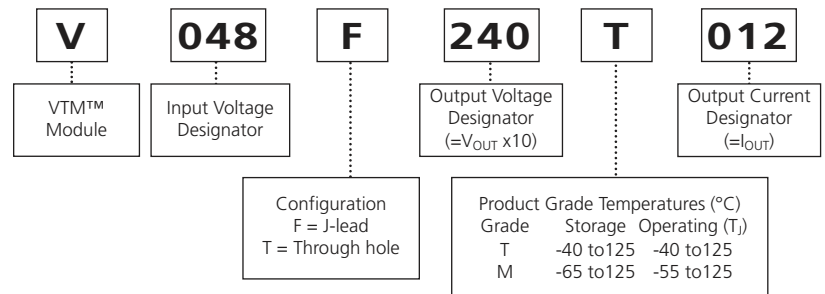 V 048 F 240 T 012
VTM™
Module
Input Voltage
Designator
Output Voltage
Designator
(=VOUT x10)
Output Current
Designator
(=IOUT)
Configuration
F = J-lead
T = Through hole
Product Grade Temperatures (°C)
Grade Storage Operating (TJ)
T -40 to125 -40 to125
M -65 to125 -55 to125